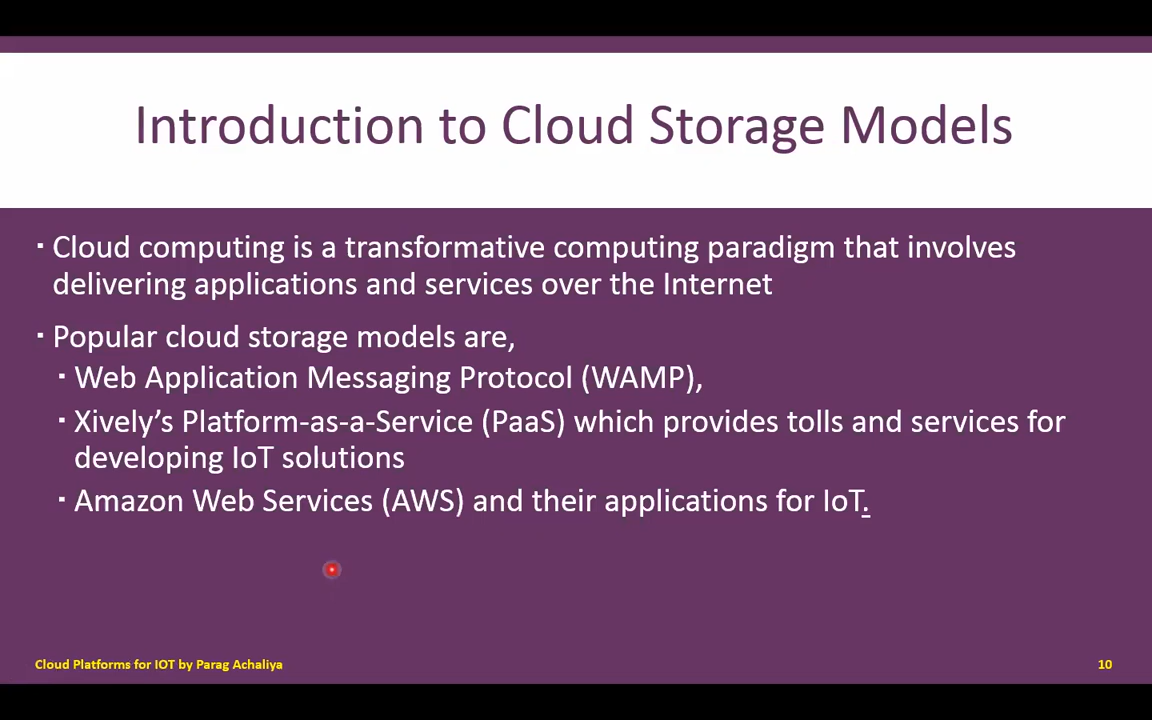 Introduction to Cloud Storage Models
▪ Cloud computing is a transformative computing paradigm that involves
delivering applications and services over the Internet
▪ Popular cloud storage models are,
▪ Web Application Messaging Protocol (WAMP),
▪ Xively’s Platform-as-a-Service (PaaS) which provides tolls and services for
developing IoT solutions
▪ Amazon Web Services (AWS) and their applications for IoT.
Cloud Platforms for IOT by Parag Achaliya
10